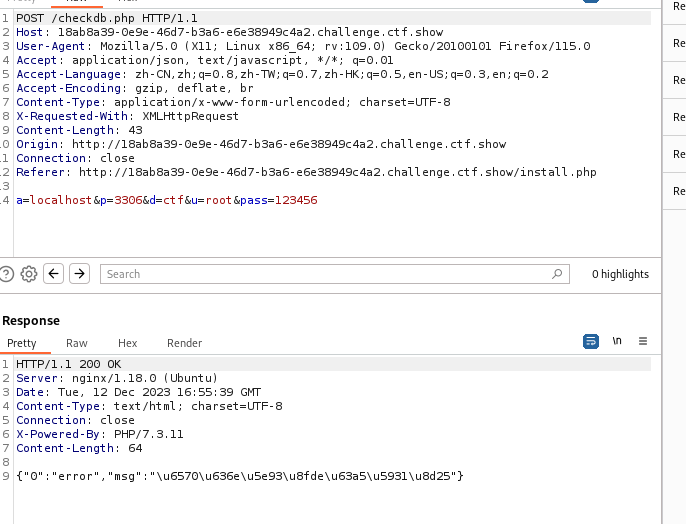 POST /checkdb.php HTTP/1.1
2 Host: 18ab8a39-0e9e-46d7-b3a6-e6e38949c4a2.challenge.ctf.show
3 User-Agent: Mozilla/5.0 (X11; Linux x86_64; rv:109.0) Gecko/20100101 Firefox/115.0
4 Accept: application/json, text/javascript, */*; q=0.01
5 Accept-Language: zh-CN,zh;q=0.8,zh-TW;q=0.7,zh-HK;q=0.5,en-US;q=0.3,en;q=0.2
6 Accept-Encoding: gzip, deflate, br
7 Content-Type: application/x-www-form-urlencoded; charset=UTF-8
8 X-Requested-With: XMLHttpRequest
9 Content-Length: 43
0 Origin: http://18ab8a39-0e9e-46d7-b3a6-e6e38949c4a2.challenge.ctf.show
1 Connection: close
2 Referer: http://18ab8a39-0e9e-46d7-b3a6-e6e38949c4a2.challenge.ctf.show/install.php
3
4 a=localhost&p=3306&d=ctf&u=root&pass=123456
Re
Re
Re
Re
Re
Re
Search
0 highlights
Response
Pretty Raw Hex Render \n
1 HTTP/1.1 200 OK
2 Server: nginx/1.18.0 (Ubuntu)
3 Date: Tue, 12 Dec 2023 16:55:39 GMT
4 Content-Type: text/html; charset=UTF-8
5 Connection: close
6 X-Powered-By: PHP/7.3.11
7 Content-Length: 64
8
9 {"0":"error","msg":"\u6570\u636e\u5e93\u8fde\u63a5\u5931\u8d25"}